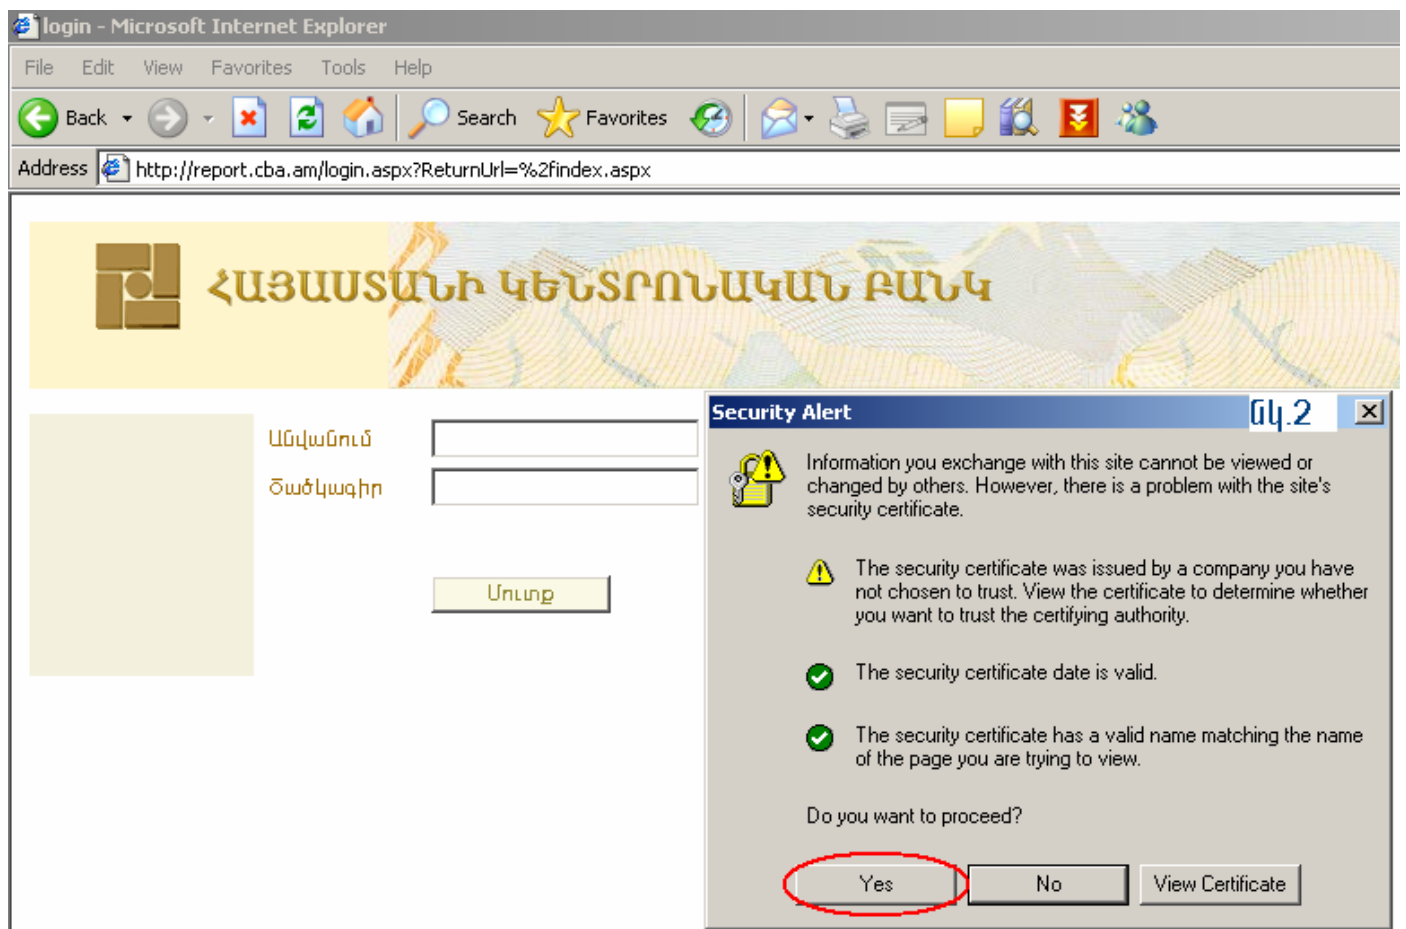 login - Microsoft Internet Explorer
File Edit View Favorites Tools Help
Back Search Favorites
Address http://report.cba.am/login.aspx?ReturnUrl=%2findex.aspx
ՀԱՅԱՍՏԱՆԻ ԿԵՆՏՐՈՆԱԿԱՆ ԲԱՆԿ
Անվանում
Ծածկագիր
Մուտք
Security Alert նկ.2
Information you exchange with this site cannot be viewed or
changed by others. However, there is a problem with the site's
security certificate.
The security certificate was issued by a company you have
not chosen to trust. View the certificate to determine whether
you want to trust the certifying authority.
The security certificate date is valid.
The security certificate has a valid name matching the name
of the page you are trying to view.
Do you want to proceed?
Yes No View Certificate